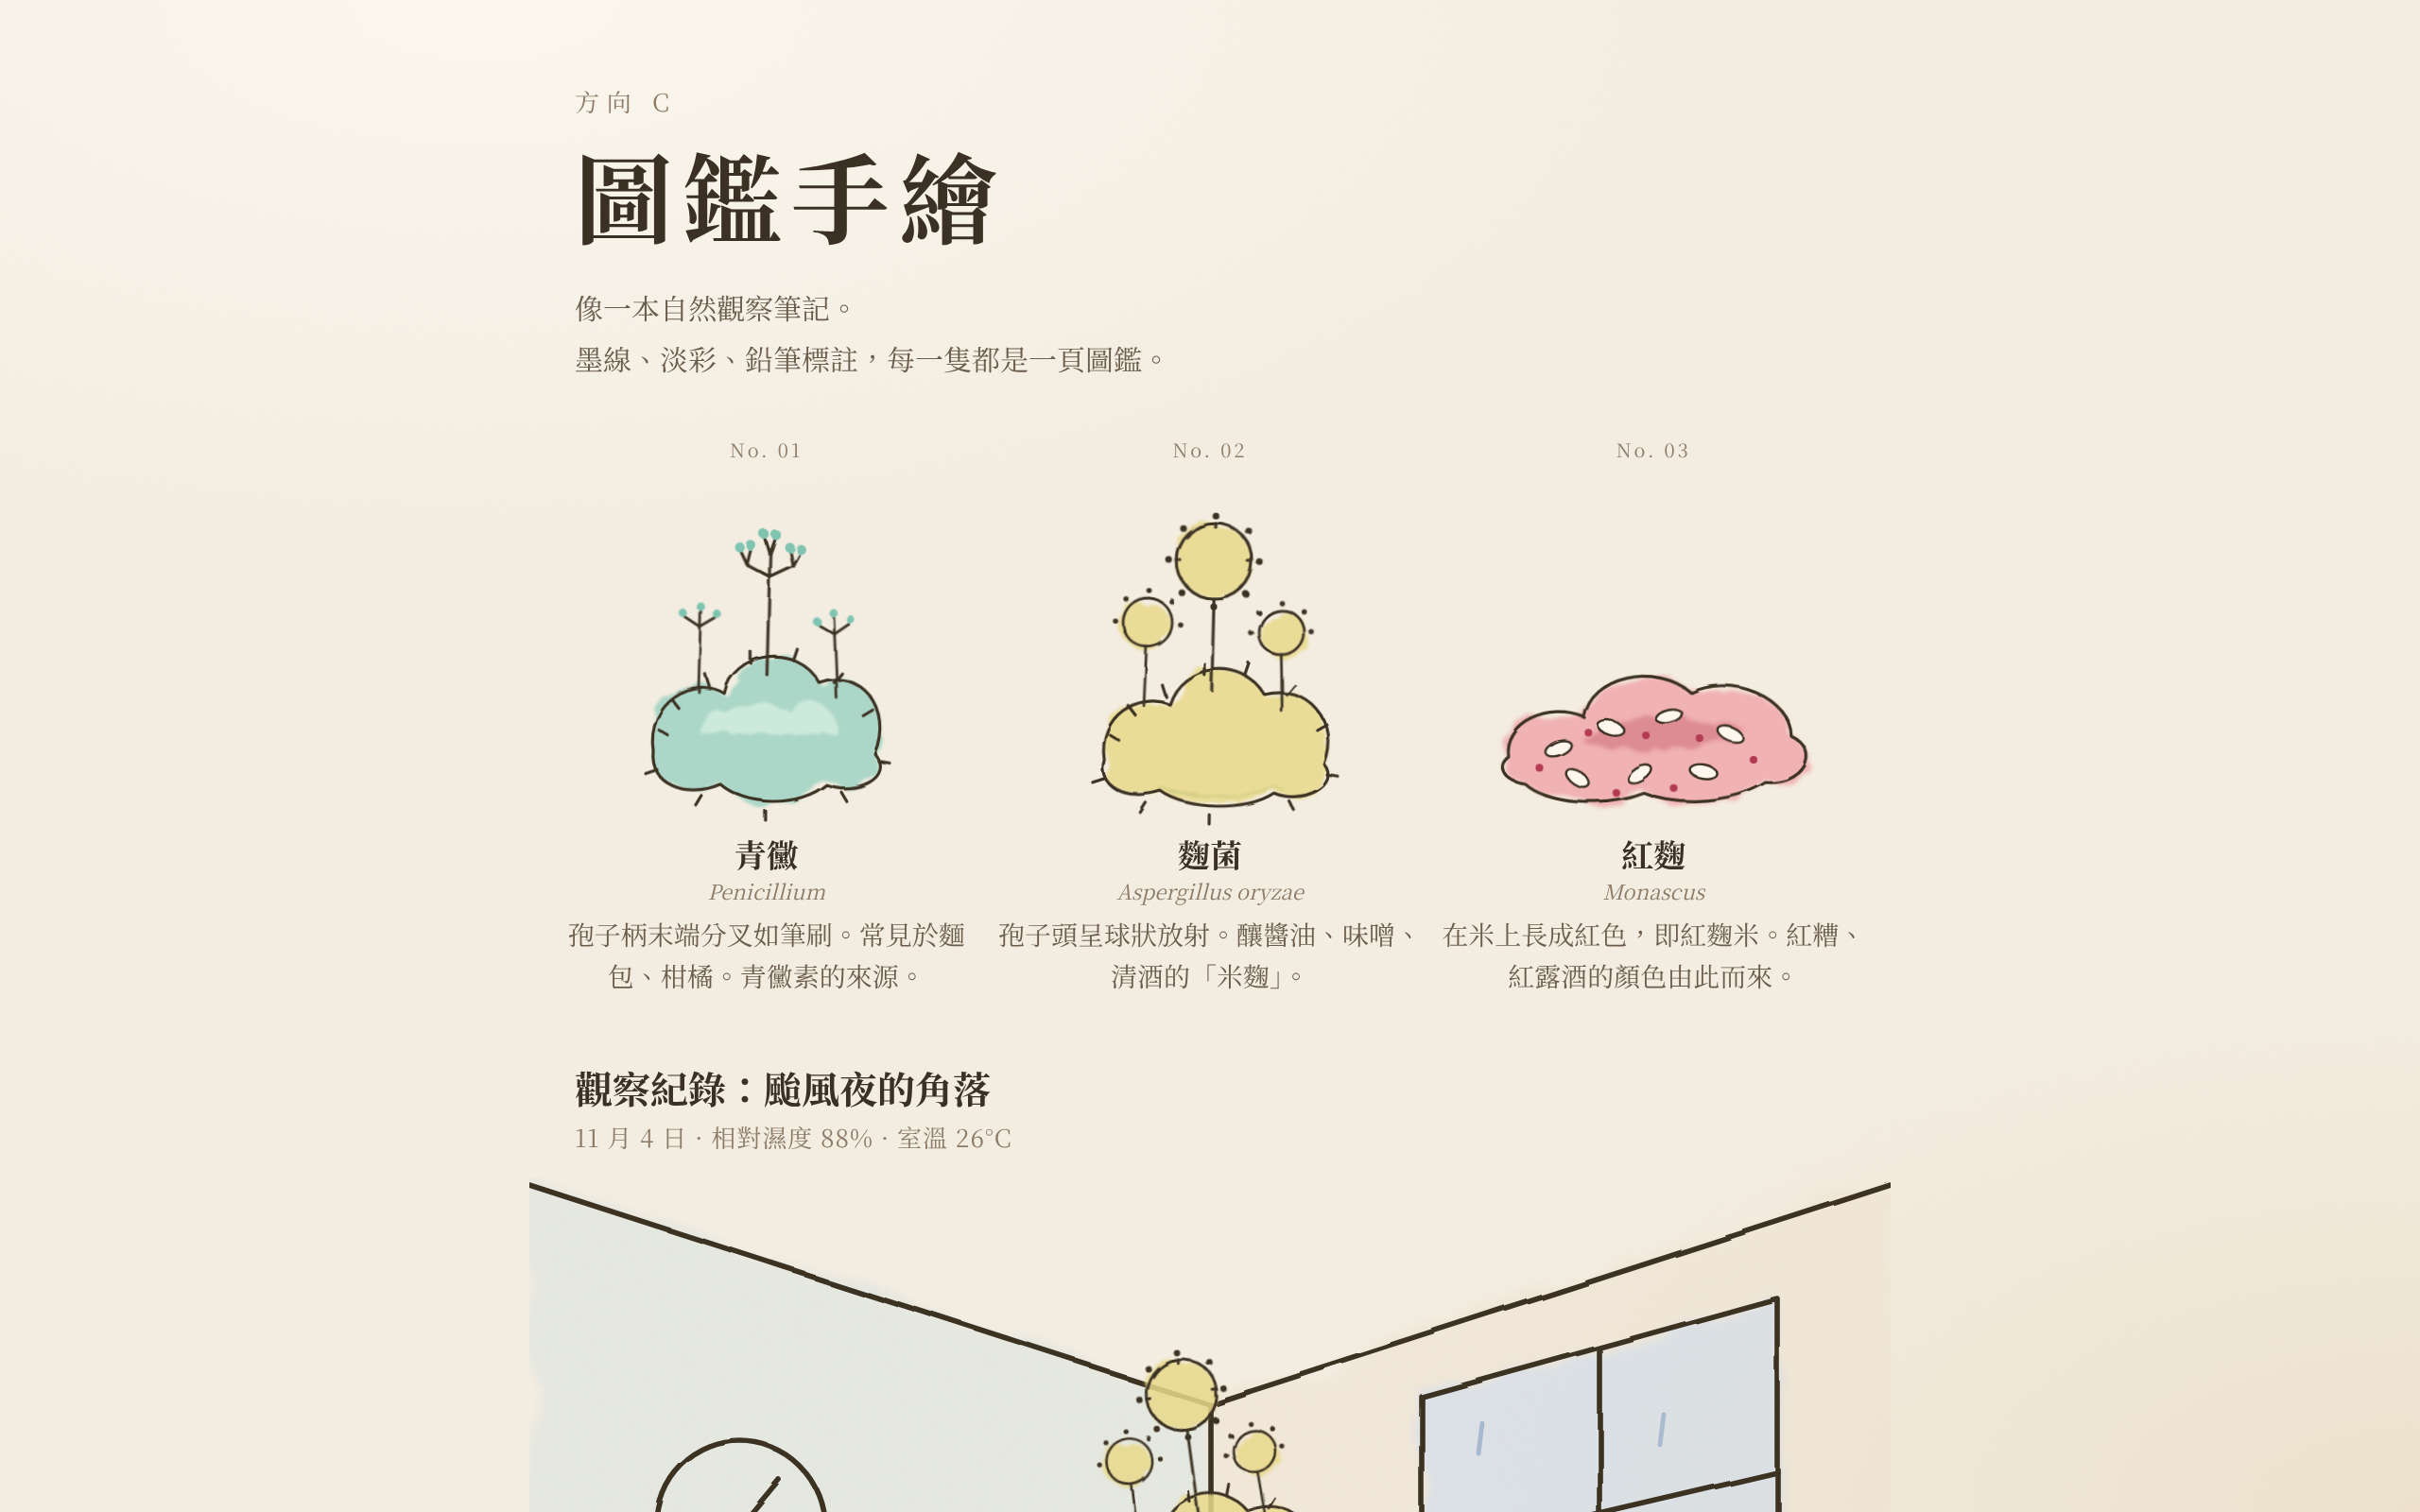 方向 C
圖鑑手繪
像一本自然觀察筆記。
墨線、淡彩、鉛筆標註，每一隻都是一頁圖鑑。
No. 01
青黴
Penicillium
孢子柄末端分叉如筆刷。常見於麵
包、柑橘。青黴素的來源。
No. 02
麴菌
Aspergillus oryzae
孢子頭呈球狀放射。釀醬油、味噌、
清酒的「米麴」。
No. 03
紅麴
Monascus
在米上長成紅色，即紅麴米。紅糟、
紅露酒的顏色由此而來。
觀察紀錄：颱風夜的角落
11 月 4 日 · 相對濕度 88% · 室溫 26°C